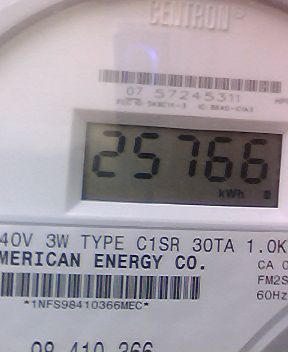 CENTRON®
07 57245311
25766
kWh
40V 3W TYPE C1SR 30TA 1.0K
MERICAN ENERGY CO.
CA 0
FM2S
60Hz
*1NFS98410366MEC*
98 410 366